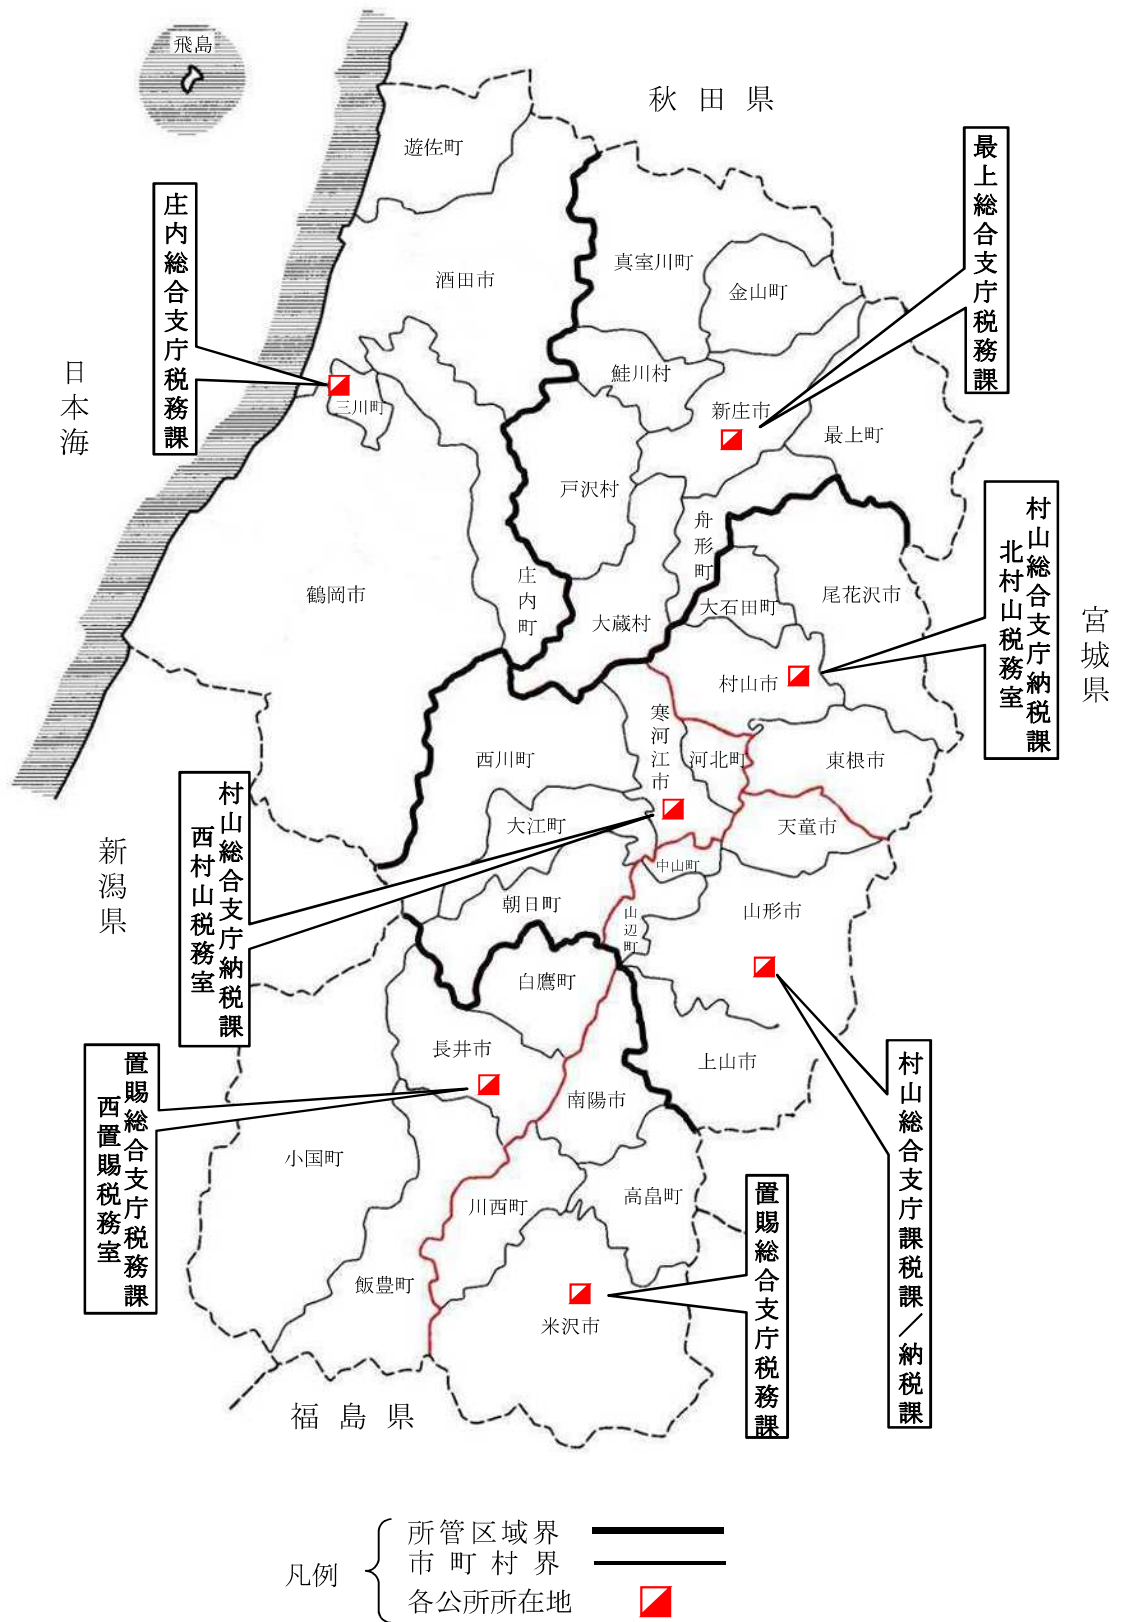 飛島
秋田県
遊佐町
最上総合支庁税務課
庄内総合支庁税務課
真室川町
酒田市
金山町
日本海
鮭川村
三川町
新庄市
最上町
戸沢村
村山総合支庁納税課
北村山税務室
舟形町
庄内町
鶴岡市
大石田町
尾花沢市
大蔵村
宮城県
村山市
寒河江市
西川町
河北町
東根市
村山総合支庁納税課
西村山税務室
大江町
天童市
新潟県
中山町
朝日町
山辺町
山形市
白鷹町
長井市
上山市
村山総合支庁課税課/納税課
置賜総合支庁税務課
西置賜税務室
南陽市
小国町
高畠町
川西町
置賜総合支庁税務課
飯豊町
米沢市
福島県
凡例
所管区域界
市町村界
各公所所在地